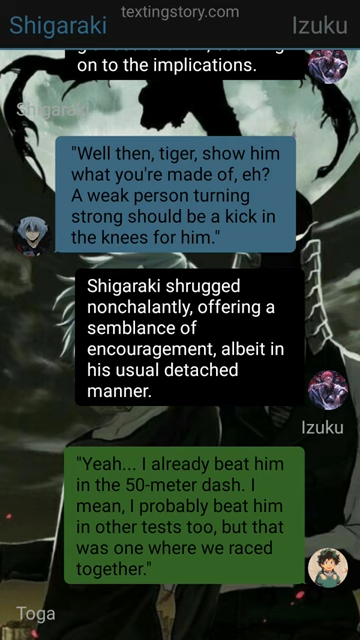 textingstory.com
Shigaraki
Izuku
on to the implications.
Shigaraki
"Well then, tiger, show him
what you're made of, eh?
A weak person turning
strong should be a kick in
the knees for him."
Shigaraki shrugged
nonchalantly, offering a
semblance of
encouragement, albeit in
his usual detached
manner.
Izuku
"Yeah... I already beat him
in the 50-meter dash. I
mean, I probably beat him
in other tests too, but that
was one where we raced
together."
Toga